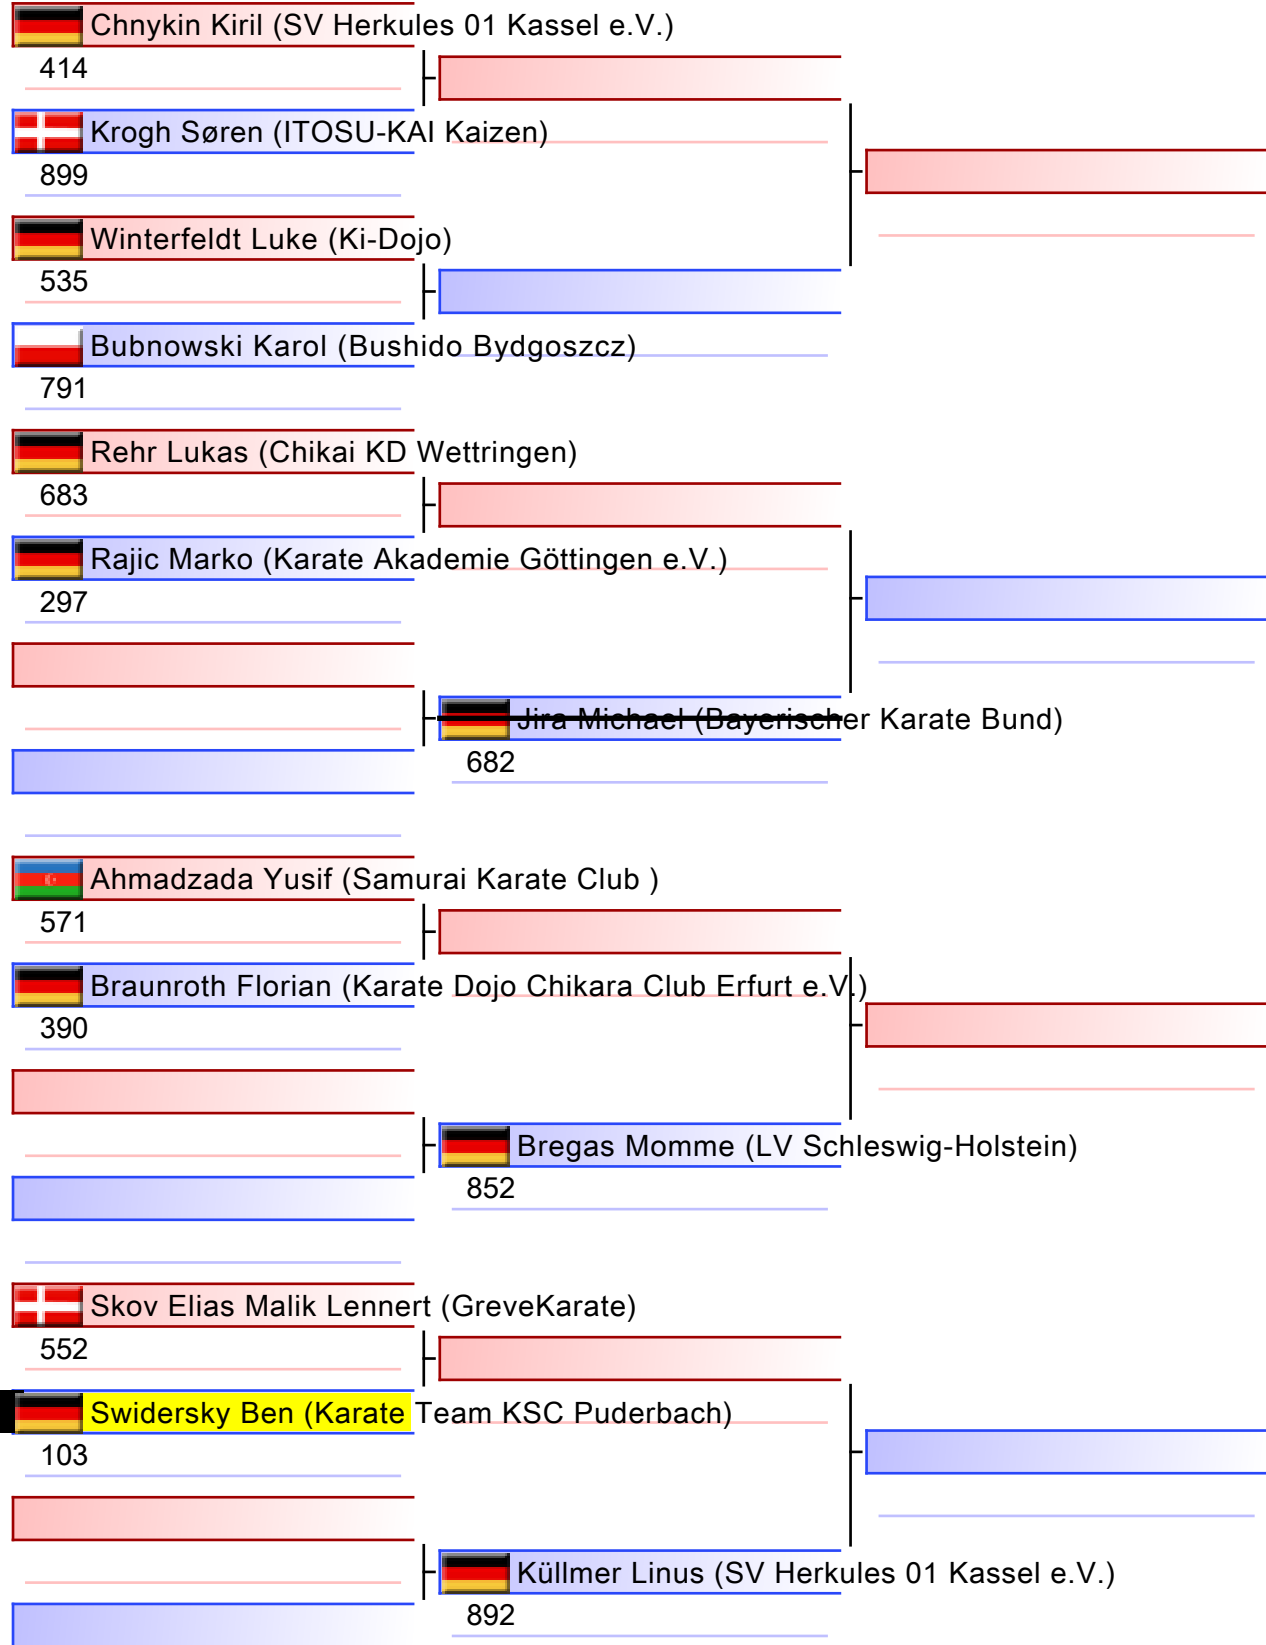 Chnykin Kiril (SV Herkules 01 Kassel e.V.)
414
Krogh Søren (ITOSU-KAI Kaizen)
899
Winterfeldt Luke (Ki-Dojo)
535
Bubnowski Karol (Bushido Bydgoszcz)
791
Rehr Lukas (Chikai KD Wettringen)
683
Rajic Marko (Karate Akademie Göttingen e.V.)
297
Jira Michael (Bayerischer Karate Bund)
682
Ahmadzada Yusif (Samurai Karate Club )
571
Braunroth Florian (Karate Dojo Chikara Club Erfurt e.V.)
390
Bregas Momme (LV Schleswig-Holstein)
852
Skov Elias Malik Lennert (GreveKarate)
552
Swidersky Ben (Karate Team KSC Puderbach)
103
Küllmer Linus (SV Herkules 01 Kassel e.V.)
892